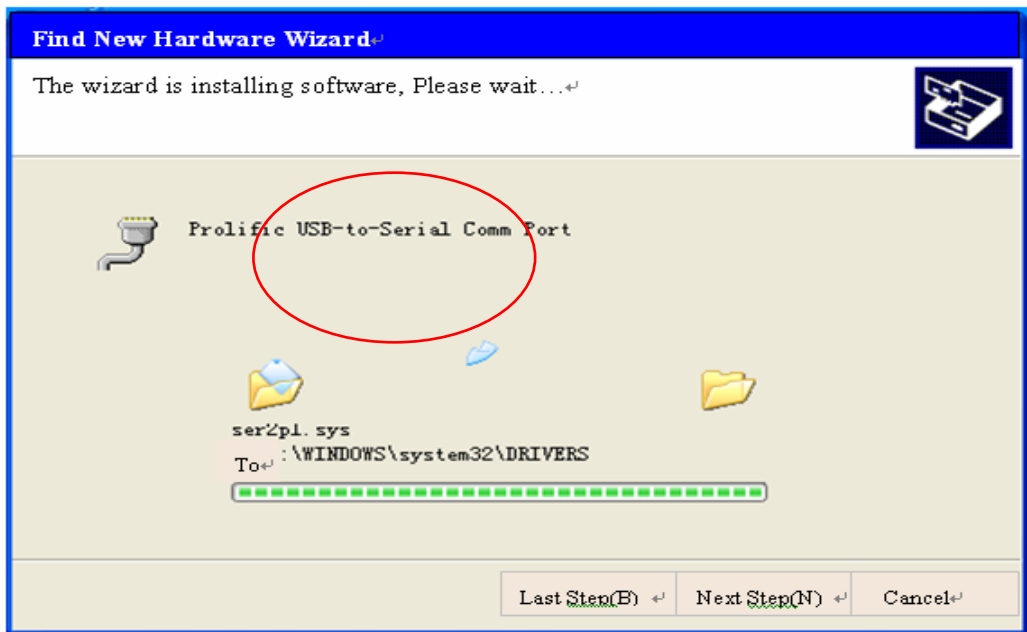 Find New Hardware Wizard
The wizard is installing software, Please wait...
Prolific USB-to-Serial Comm Port
ser2pl.sys
To :\WINDOWS\system32\DRIVERS
Last Step(B)
Next Step(N)
Cancel